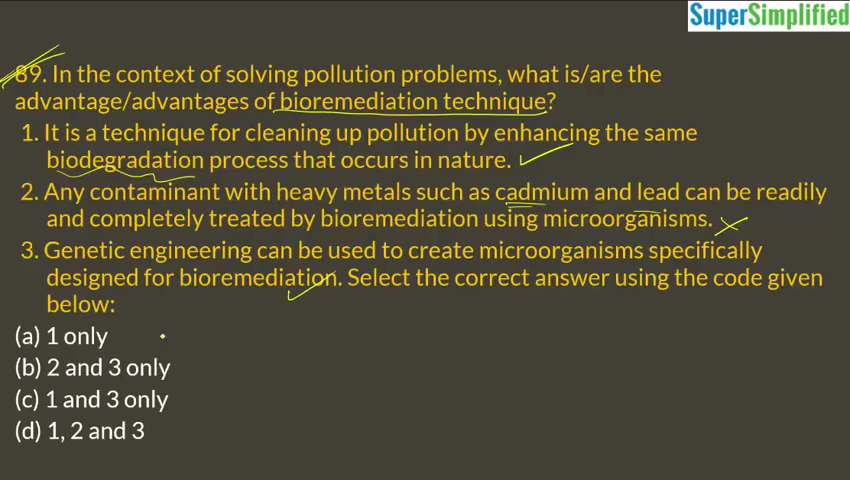 SuperSimplified
89. In the context of solving pollution problems, what is/are the
advantage/advantages of bioremediation technique?
1. It is a technique for cleaning up pollution by enhancing the same
biodegradation process that occurs in nature.
2. Any contaminant with heavy metals such as cadmium and lead can be readily
and completely treated by bioremediation using microorganisms.
3. Genetic engineering can be used to create microorganisms specifically
designed for bioremediation. Select the correct answer using the code given
below:
(a) 1 only
(b) 2 and 3 only
(c) 1 and 3 only
(d) 1, 2 and 3